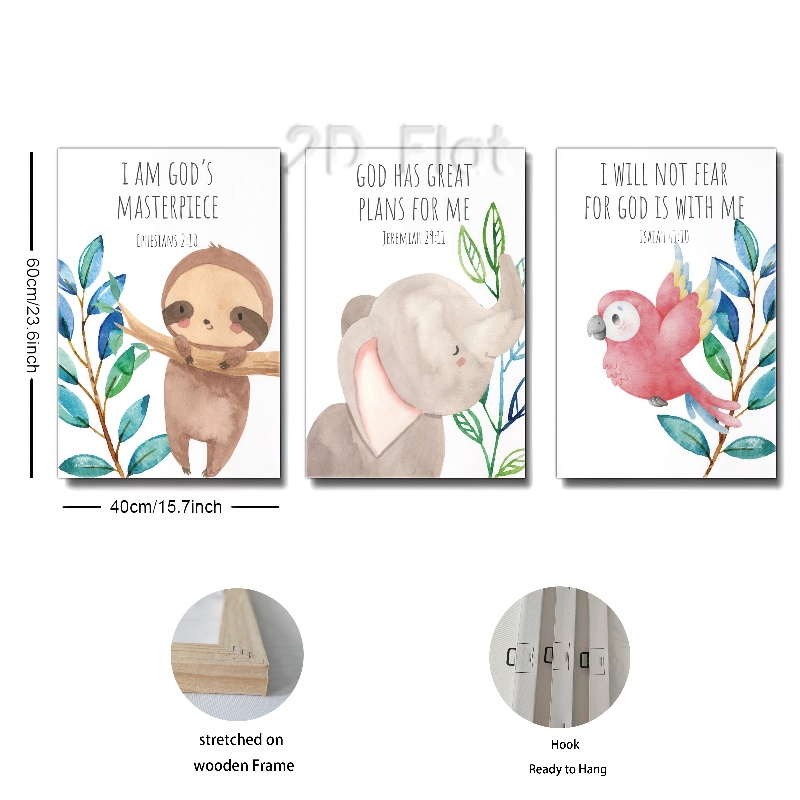 2D Flat
I AM GOD'S
MASTERPIECE
EPHESIANS 2:10
GOD HAS GREAT
PLANS FOR ME
JEREMIAH 29:11
I WILL NOT FEAR
FOR GOD IS WITH ME
ISAIAH 41:10
60cm/23.6inch
40cm/15.7inch
stretched on
wooden Frame
Hook
Ready to Hang